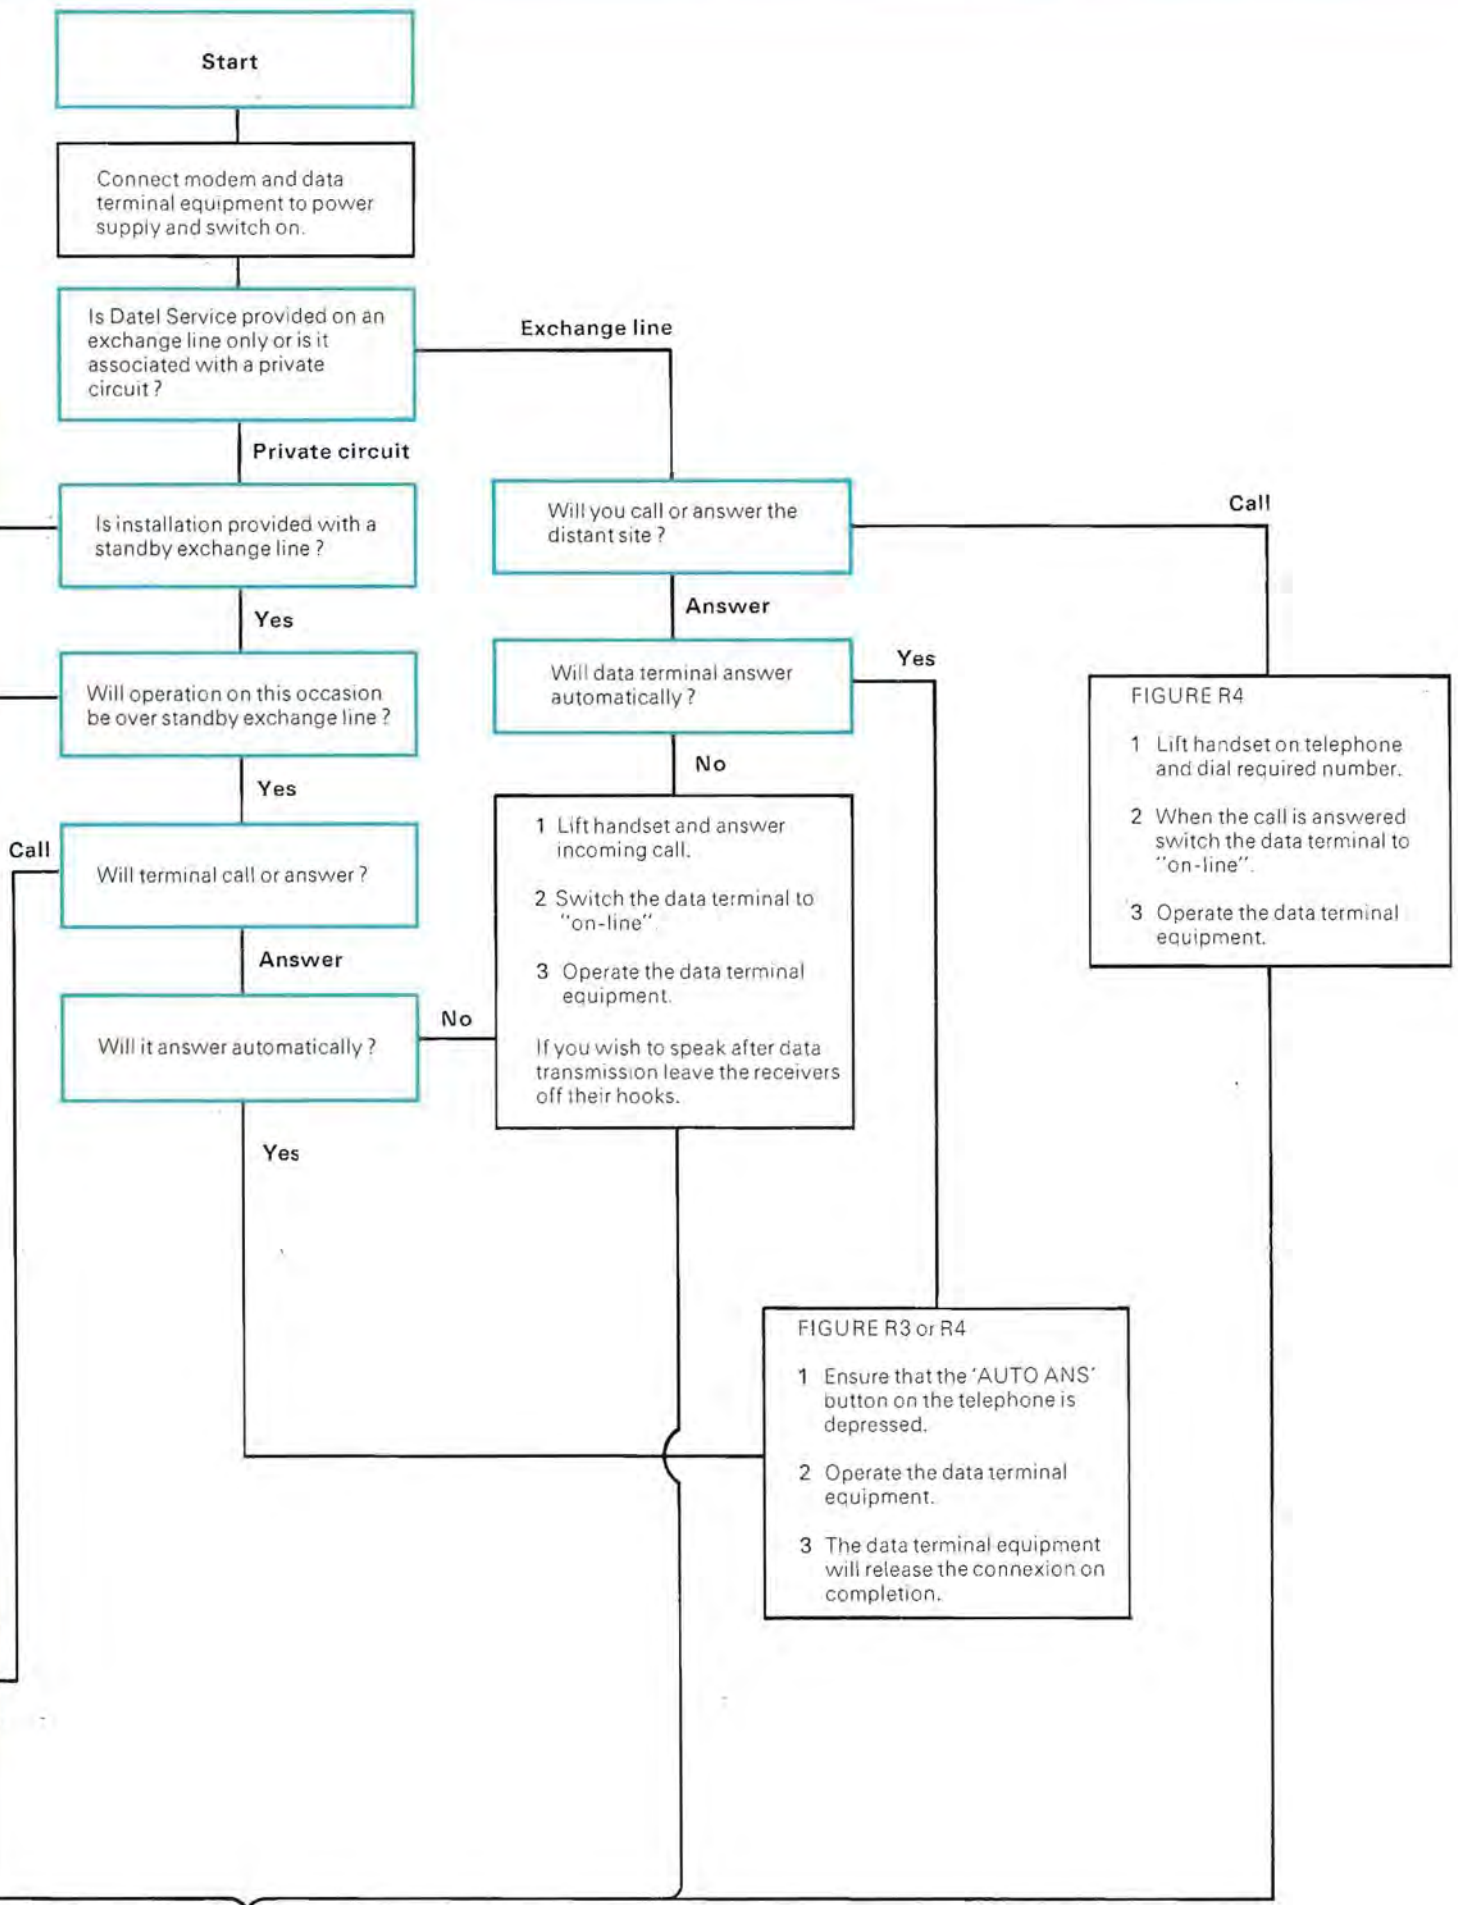 Start
Connect modem and data
terminal equipment to power
supply and switch on.
Is Datel Service provided on an
exchange line only or is it
associated with a private
circuit ?
Exchange line
Private circuit
Is installation provided with a
standby exchange line ?
Will you call or answer the
distant site ?
Call
Yes
Answer
Will operation on this occasion
be over standby exchange line ?
Will data terminal answer
automatically ?
Yes
Yes
No
FIGURE R4
1 Lift handset on telephone
and dial required number.
2 When the call is answered
switch the data terminal to
"on-line".
3 Operate the data terminal
equipment.
Call
Will terminal call or answer ?
Answer
Will it answer automatically ?
No
1 Lift handset and answer
incoming call.
2 Switch the data terminal to
"on-line"
3 Operate the data terminal
equipment.
If you wish to speak after data
transmission leave the receivers
off their hooks.
Yes
FIGURE R3 or R4
1 Ensure that the 'AUTO ANS'
button on the telephone is
depressed.
2 Operate the data terminal
equipment.
3 The data terminal equipment
will release the connexion on
completion.